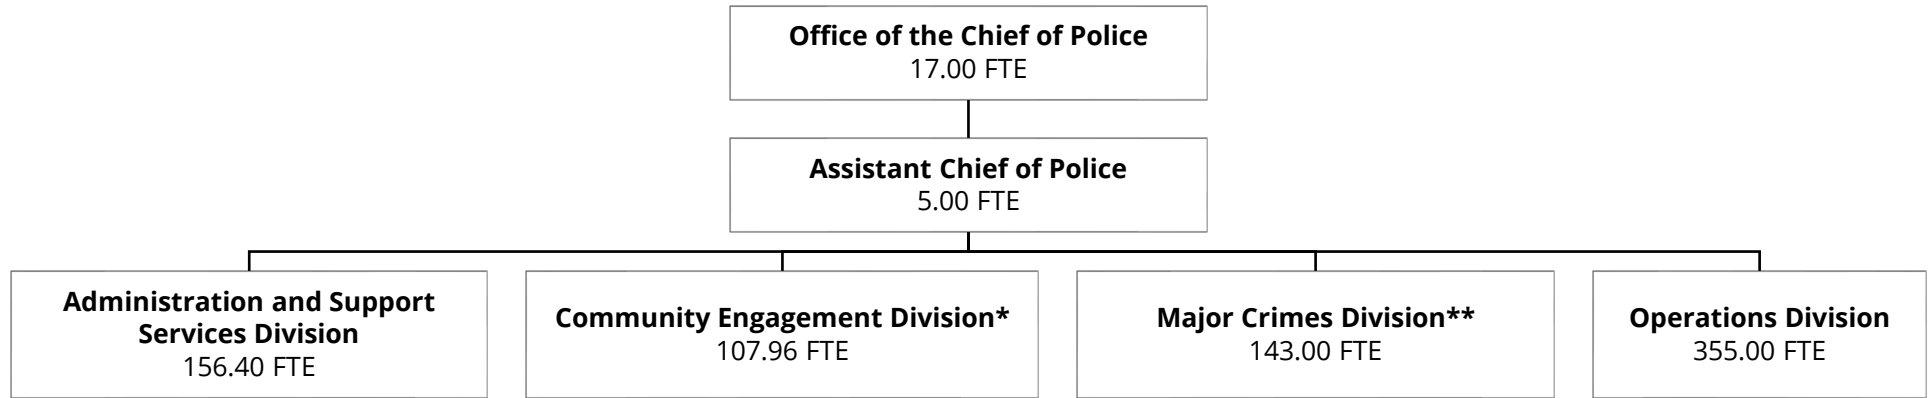 Office of the Chief of Police
17.00 FTE
Assistant Chief of Police
5.00 FTE
Administration and Support
Services Division
156.40 FTE
Community Engagement Division*
107.96 FTE
Major Crimes Division**
143.00 FTE
Operations Division
355.00 FTE